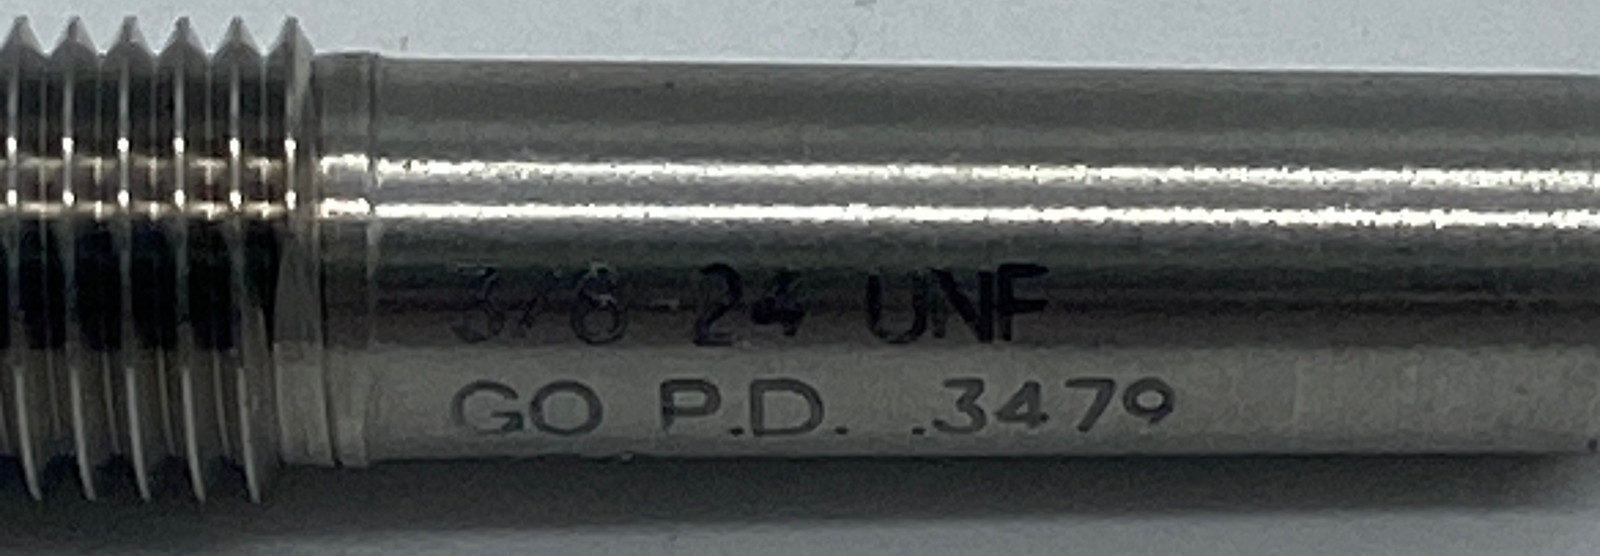 3/8-24 UNF
GO P.D. .3479